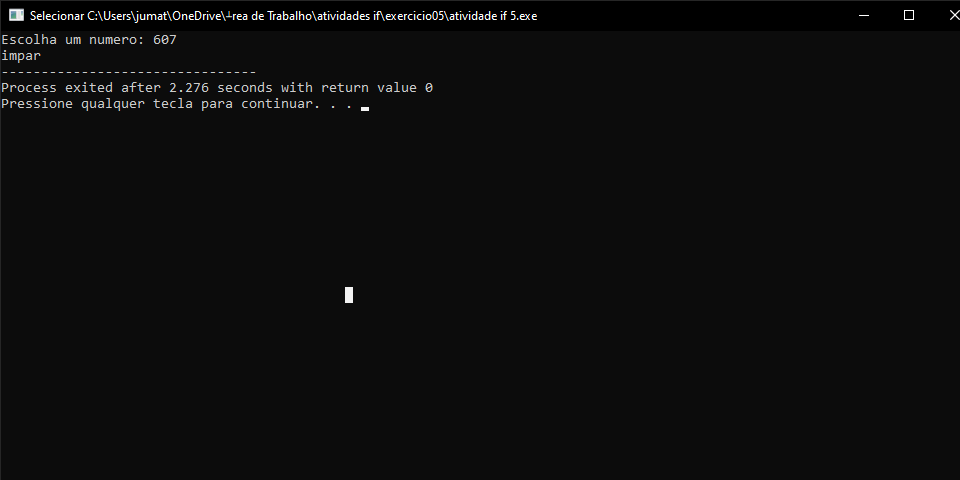 Selecionar C:\Users\jumat\OneDrive\┴rea de Trabalho\atividades if\exercicio05\atividade if 5.exe
Escolha um numero: 607
impar
--------------------------------
Process exited after 2.276 seconds with return value 0
Pressione qualquer tecla para continuar. . .